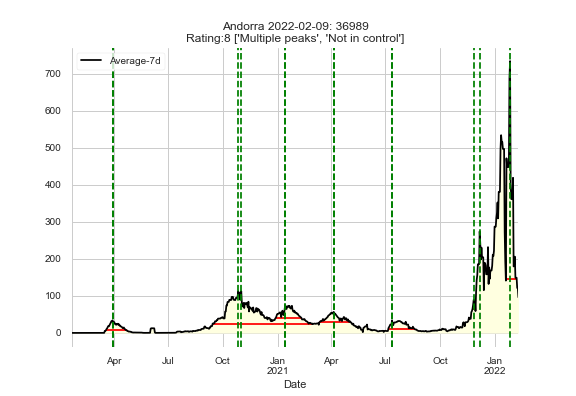 Andorra 2022-02-09: 36989
Rating:8 ['Multiple peaks', 'Not in control']
Average-7d
700
600
500
400
300
200
100
0
Apr Jul Oct Jan Apr Jul Oct Jan
2021 2022
Date